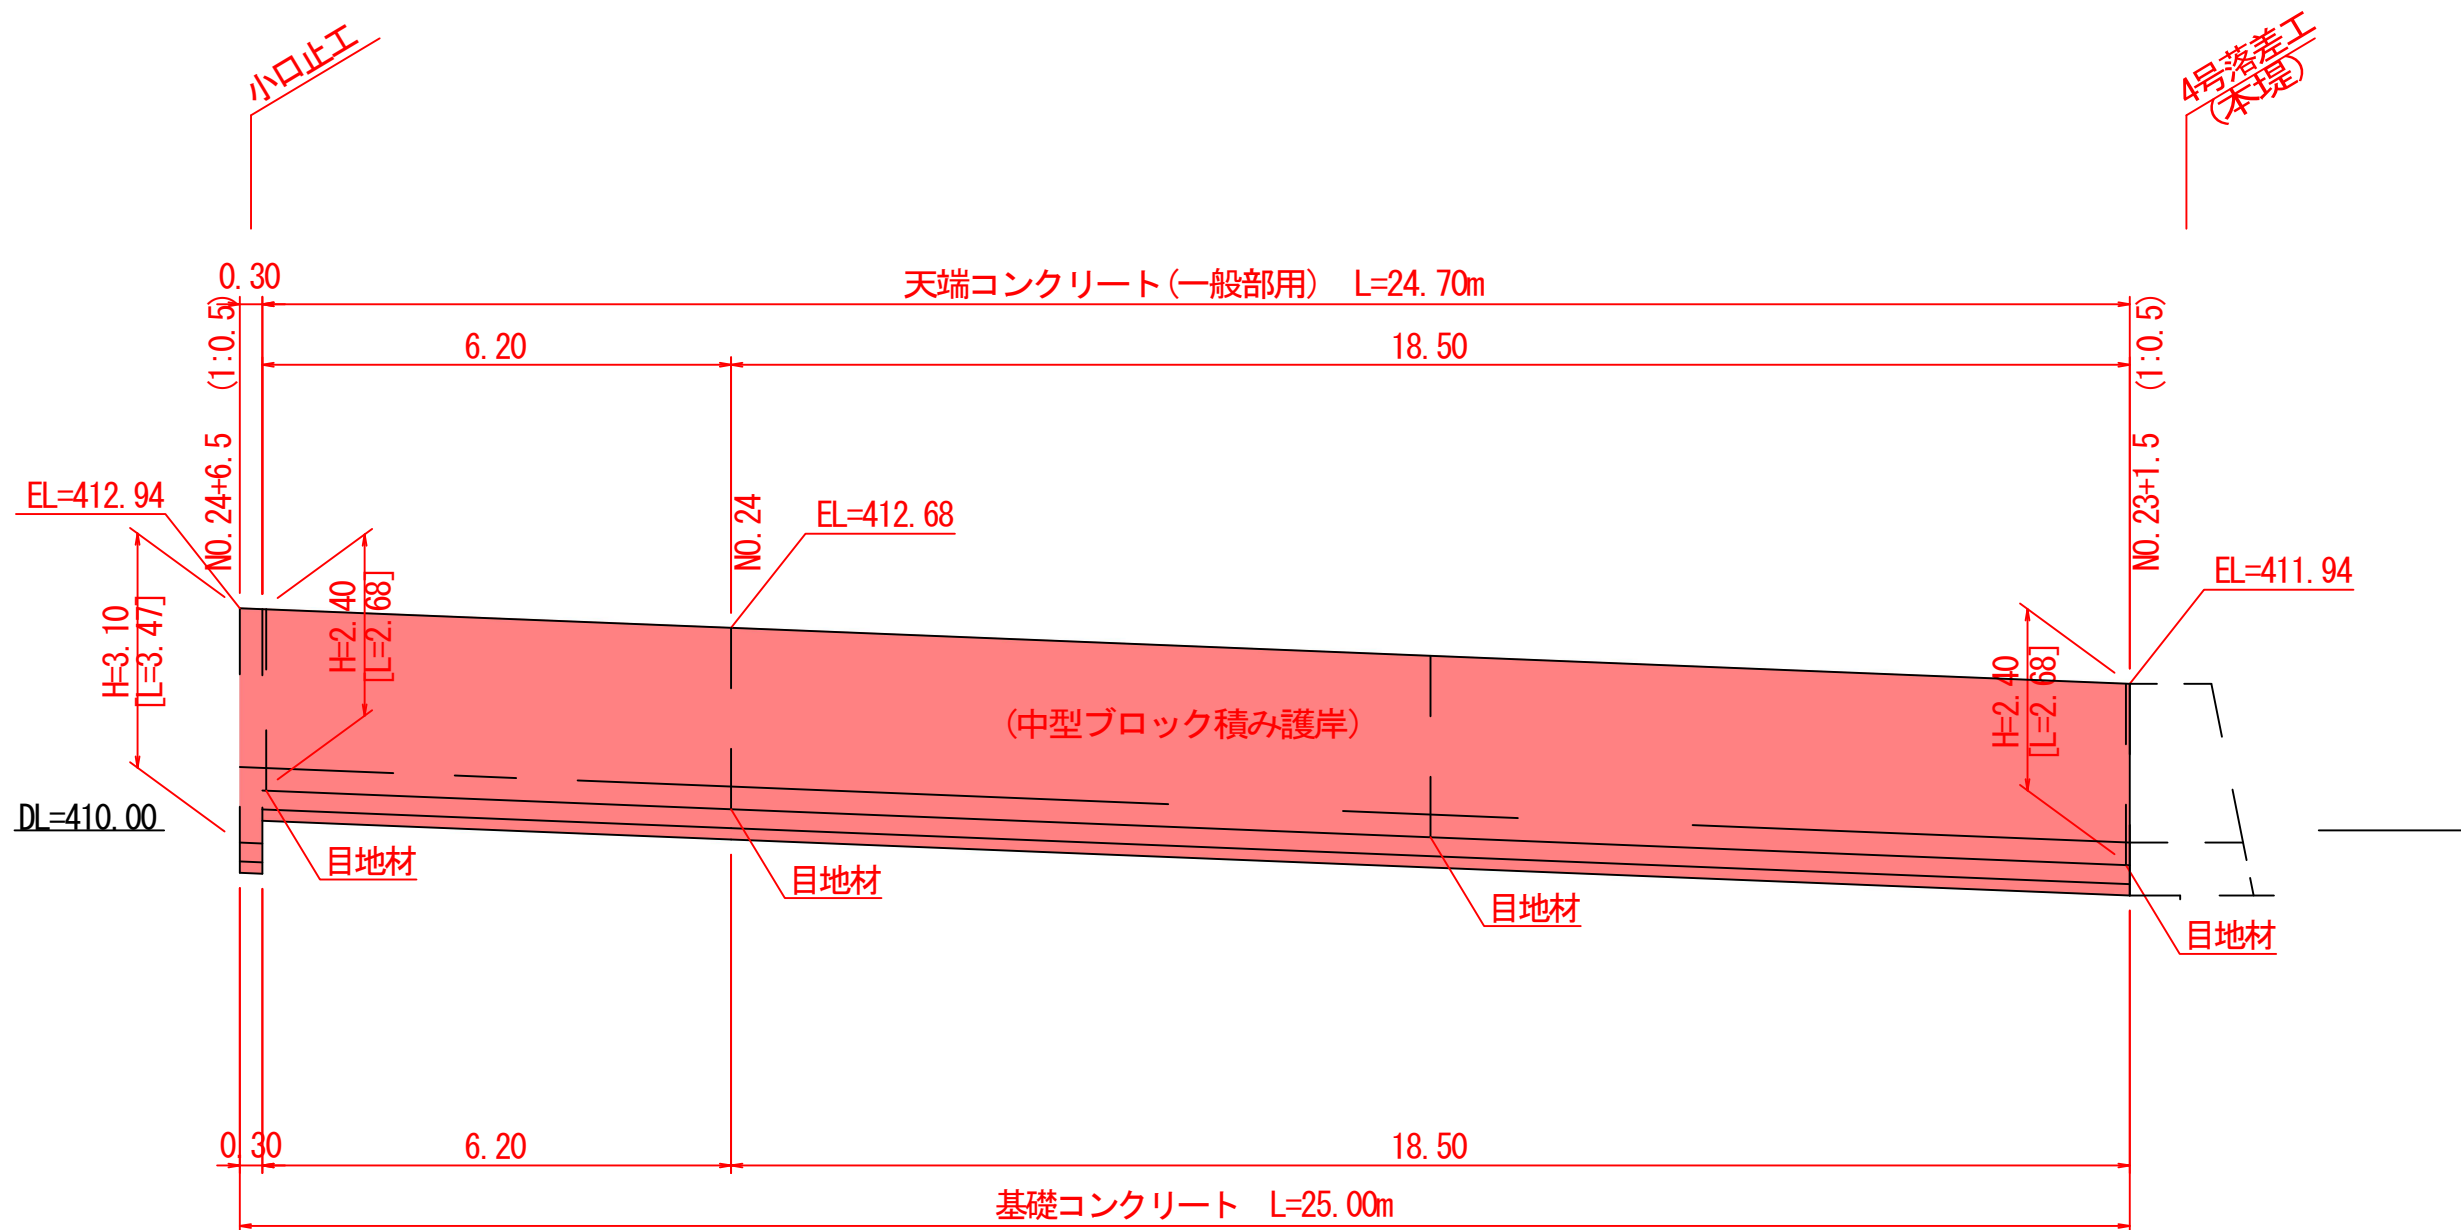 小口止工
4号落差工
(本堤)
0.30
天端コンクリート(一般部用) L=24.70m
6.20
18.50
NO.24+6.5 (1:0.5)
NO.24
NO.23+1.5 (1:0.5)
EL=412.94
EL=412.68
EL=411.94
H=3.10
[L=3.47]
H=2.40
[L=2.68]
H=2.40
[L=2.68]
(中型ブロック積み護岸)
DL=410.00
目地材
目地材
目地材
目地材
0.30
6.20
18.50
基礎コンクリート L=25.00m